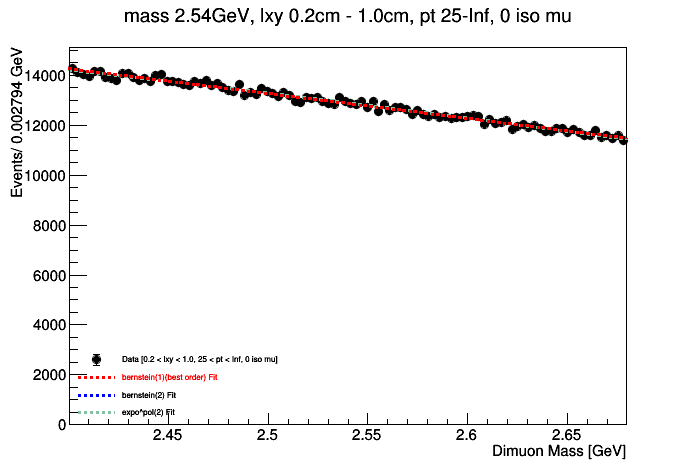 mass 2.54GeV, lxy 0.2cm - 1.0cm, pt 25-Inf, 0 iso mu
Events/ 0.002794 GeV
14000
12000
10000
8000
6000
4000
2000
0
Data [0.2 < lxy < 1.0, 25 < pt < Inf, 0 iso mu]
bernstein(1)(best order) Fit
bernstein(2) Fit
expo^pol(2) Fit
2.45
2.5
2.55
2.6
2.65
Dimuon Mass [GeV]